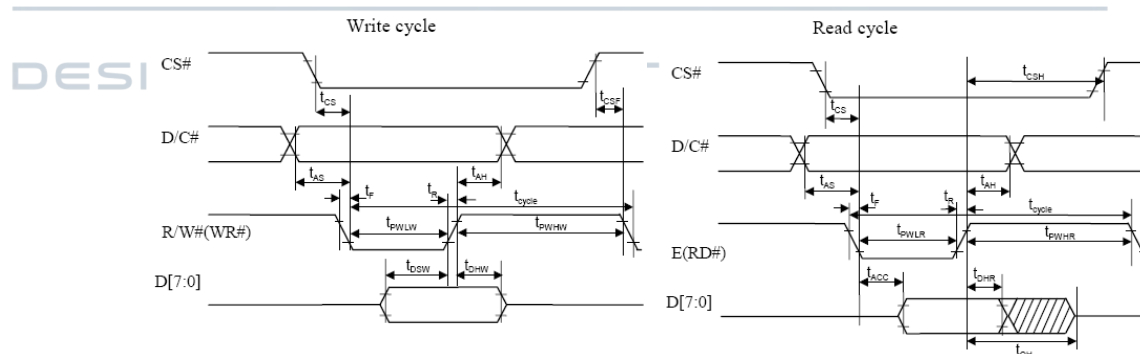 Write cycle
Read cycle
DESI
CS#
tCS
tCSF
D/C#
tAS
tAH
tF
tR
tcycle
R/W#(WR#)
tPWLW
tPWHW
D[7:0]
tDSW
tDHW
CS#
tCSH
tCS
D/C#
tAS
tAH
tF
tR
tcycle
E(RD#)
tPWLR
tPWHR
tACC
tDHR
D[7:0]